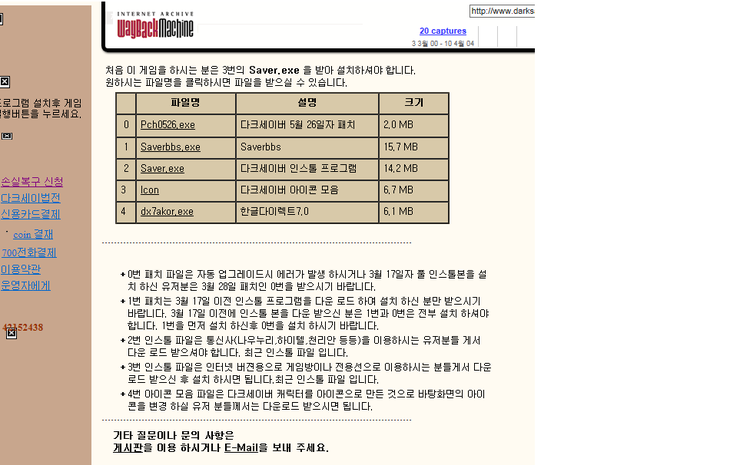 INTERNET ARCHIVE
WayBackMachine
http://www.darks
20 captures
3 3월 00 - 10 4월 04
처음 이 게임을 하시는 분은 3번의 Saver.exe 을 받아 설치하셔야 합니다.
원하시는 파일명을 클릭하시면 파일을 받으실 수 있습니다.
파일명 설명 크기
0 Pch0526.exe 다크세이버 5월 26일자 패치 2,0 MB
1 Saverbbs.exe Saverbbs 15,7 MB
2 Saver.exe 다크세이버 인스톨 프로그램 14,2 MB
3 Icon 다크세이버 아이콘 모음 6,7 MB
4 dx7akor.exe 한글다이렉트7,0 6,1 MB
프로그램 설치후 게임
실행버튼을 누르세요.
손실복구 신청
다크세이법전
신용카드결제
· coin 결재
700전화결제
이용약관
운영자에게
42152438
0번 패치 파일은 자동 업그레이드시 에러가 발생 하시거나 3월 17일자 풀 인스톨본을 설
치 하신 유저분은 3월 28일 패치인 0번을 받으시기 바랍니다.
1번 패치는 3월 17일 이전 인스톨 프로그램을 다운 로드 하여 설치 하신 분만 받으시기
바랍니다. 3월 17일 이전에 인스톨 본을 다운 받으신 분은 1번과 0번은 전부 설치 하셔야
합니다. 1번을 먼저 설치 하신후 0번을 설치 하시기 바랍니다.
2번 인스톨 파일은 통신사(나우누리,하이텔,천리안 등등)을 이용하시는 유저분들 게서
다운 로드 받으셔야 합니다. 최근 인스톨 파일 입니다.
3번 인스톨 파일은 인터넷 버젼용으로 게임방이나 전용선으로 이용하시는 분들게서 다운
로드 받으신 후 설치 하시면 됩니다.최근 인스톨 파일 입니다.
4번 아이콘 모음 파일은 다크세이버 캐릭터를 아이콘으로 만든 것으로 바탕화면의 아이
콘을 변경 하실 유저 분들께서는 다운로드 받으시면 됩니다.
기타 질문이나 문의 사항은
게시판을 이용 하시거나 E-Mail을 보내 주세요.